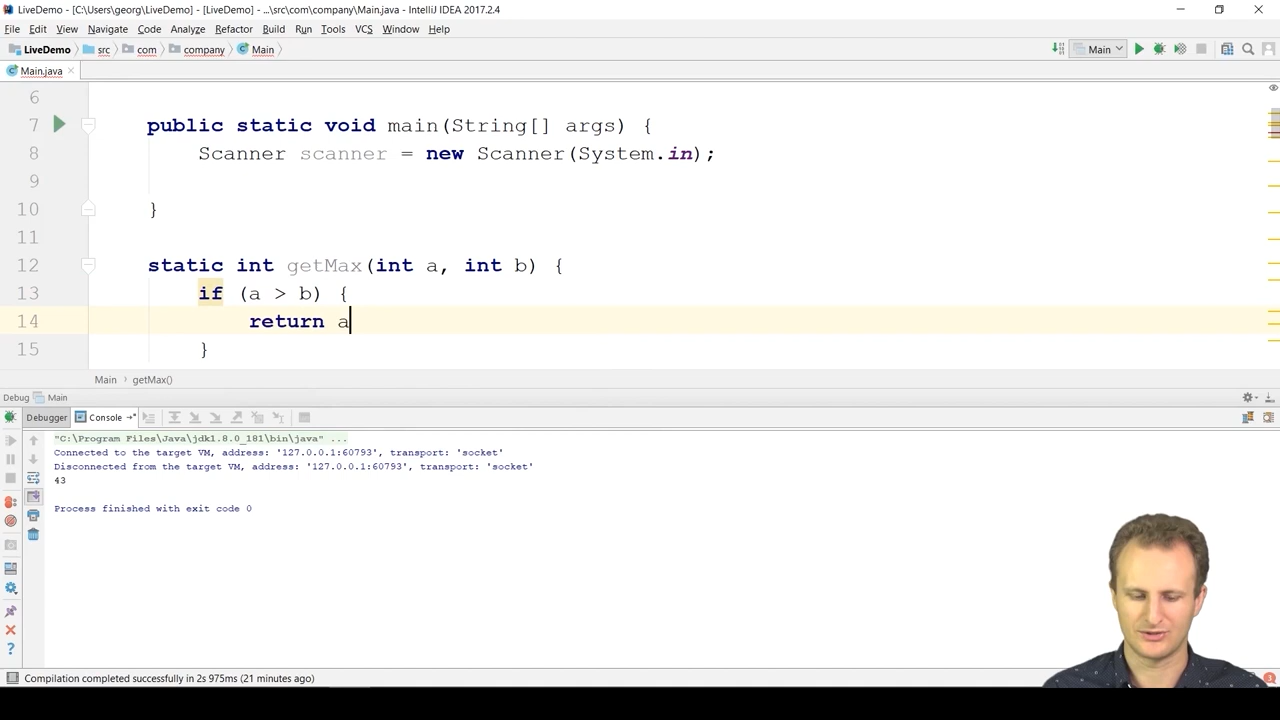 LiveDemo - [C:\Users\georg\LiveDemo] - [LiveDemo] - ...\src\com\company\Main.java - IntelliJ IDEA 2017.2.4
File Edit View Navigate Code Analyze Refactor Build Run Tools VCS Window Help
LiveDemo src com company Main Main
Main.java
6
7 public static void main(String[] args) {
8 Scanner scanner = new Scanner(System.in);
9
10 }
11
12 static int getMax(int a, int b) {
13 if (a > b) {
14 return a
15 }
Main getMax()
Debug Main
Debugger Console
"C:\Program Files\Java\jdk1.8.0_181\bin\java" ...
Connected to the target VM, address: '127.0.0.1:60793', transport: 'socket'
Disconnected from the target VM, address: '127.0.0.1:60793', transport: 'socket'
43
Process finished with exit code 0
Compilation completed successfully in 2s 975ms (21 minutes ago)
3